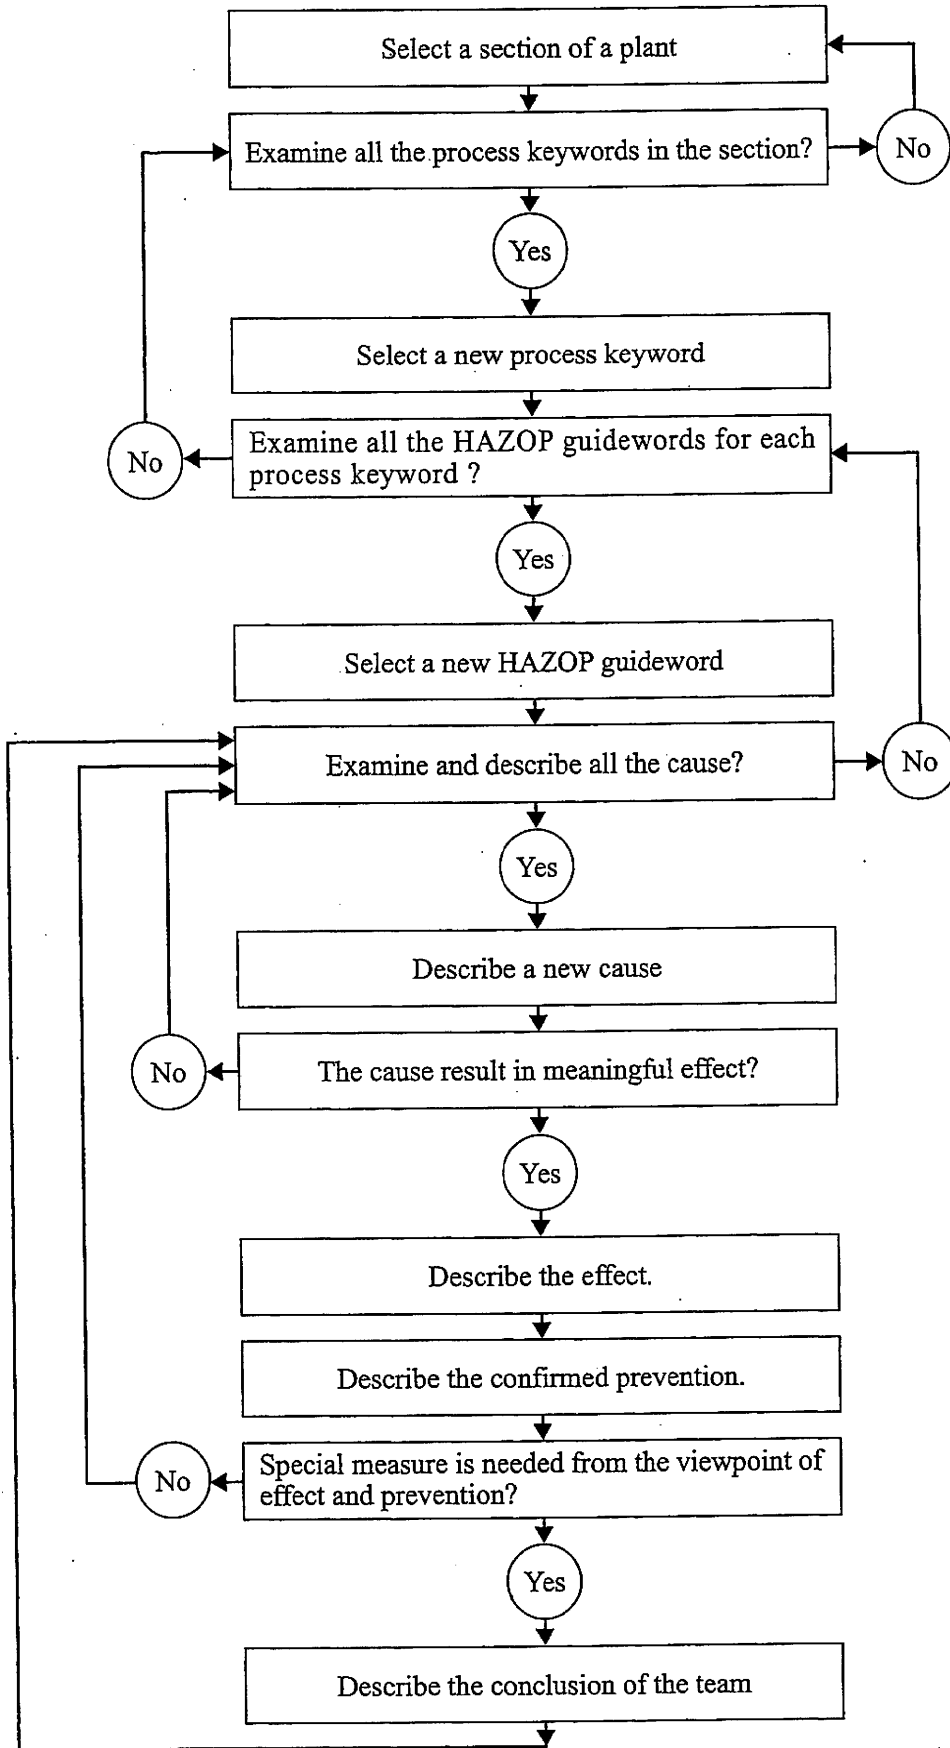 Select a section of a plant
Examine all the process keywords in the section?
No
Yes
Select a new process keyword
Examine all the HAZOP guidewords for each
process keyword ?
No
Yes
Select a new HAZOP guideword
Examine and describe all the cause?
No
Yes
Describe a new cause
The cause result in meaningful effect?
No
Yes
Describe the effect.
Describe the confirmed prevention.
Special measure is needed from the viewpoint of
effect and prevention?
No
Yes
Describe the conclusion of the team